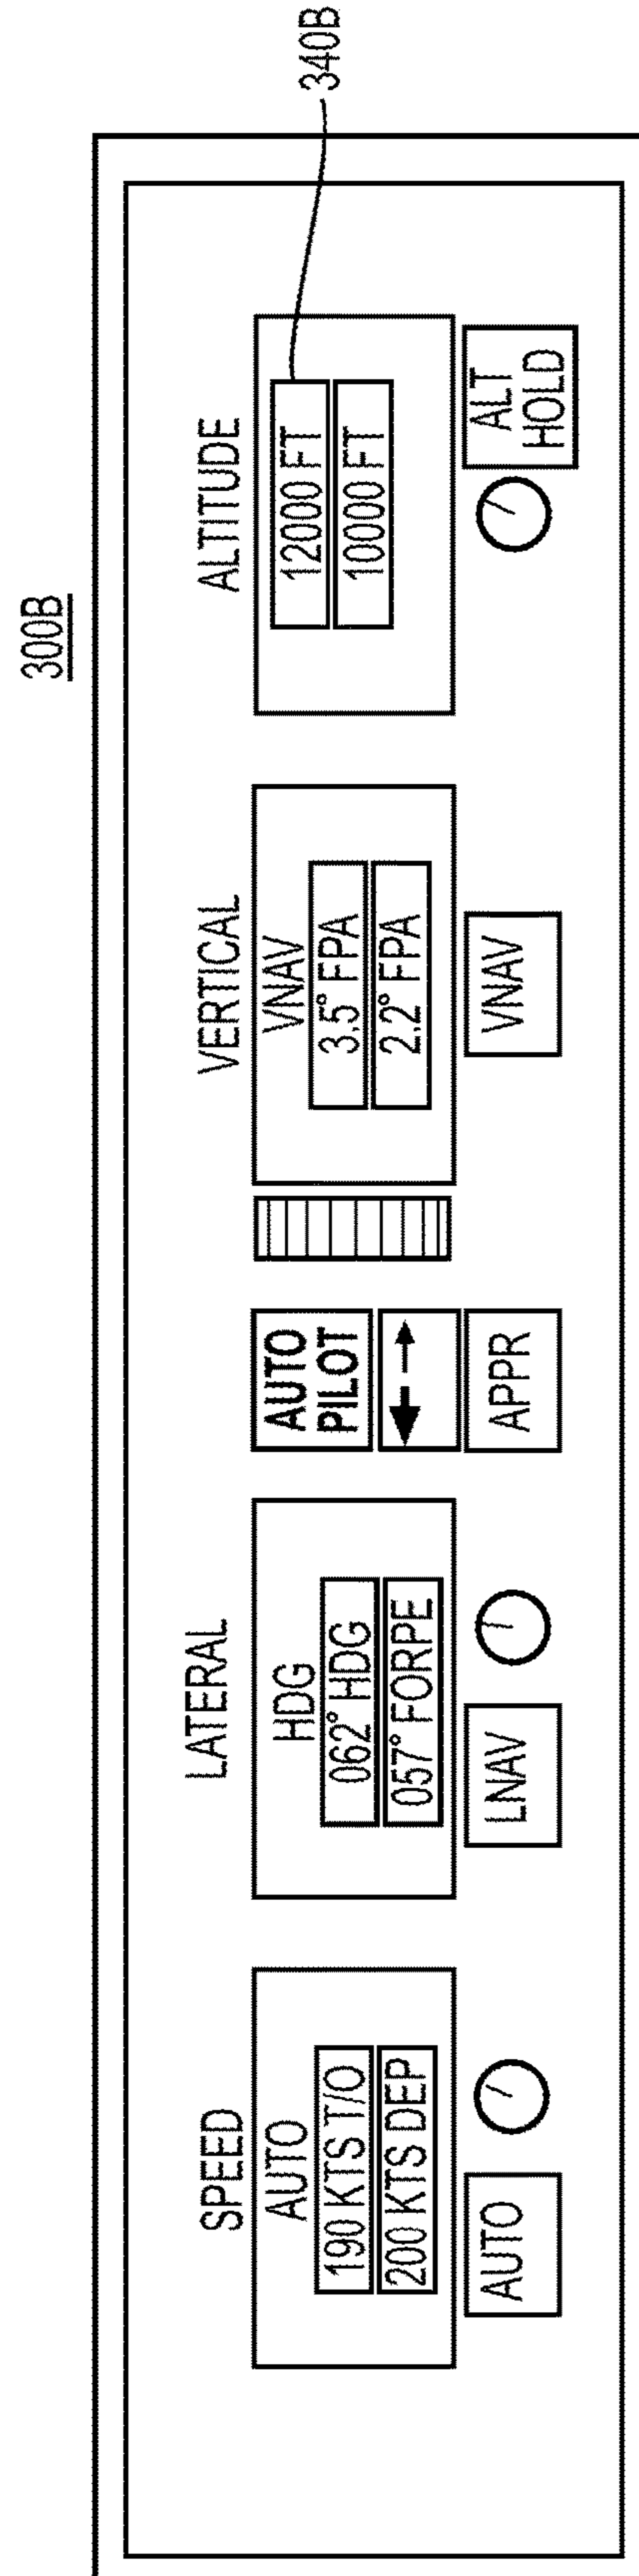 300B
SPEED
AUTO
190 KTS T/O
200 KTS DEP
AUTO
LATERAL
HDG
062° HDG
057° FORPE
LNAV
AUTO
PILOT
APPR
VERTICAL
VNAV
3.5° FPA
2.2° FPA
VNAV
ALTITUDE
12000 FT
10000 FT
ALT
HOLD
340B